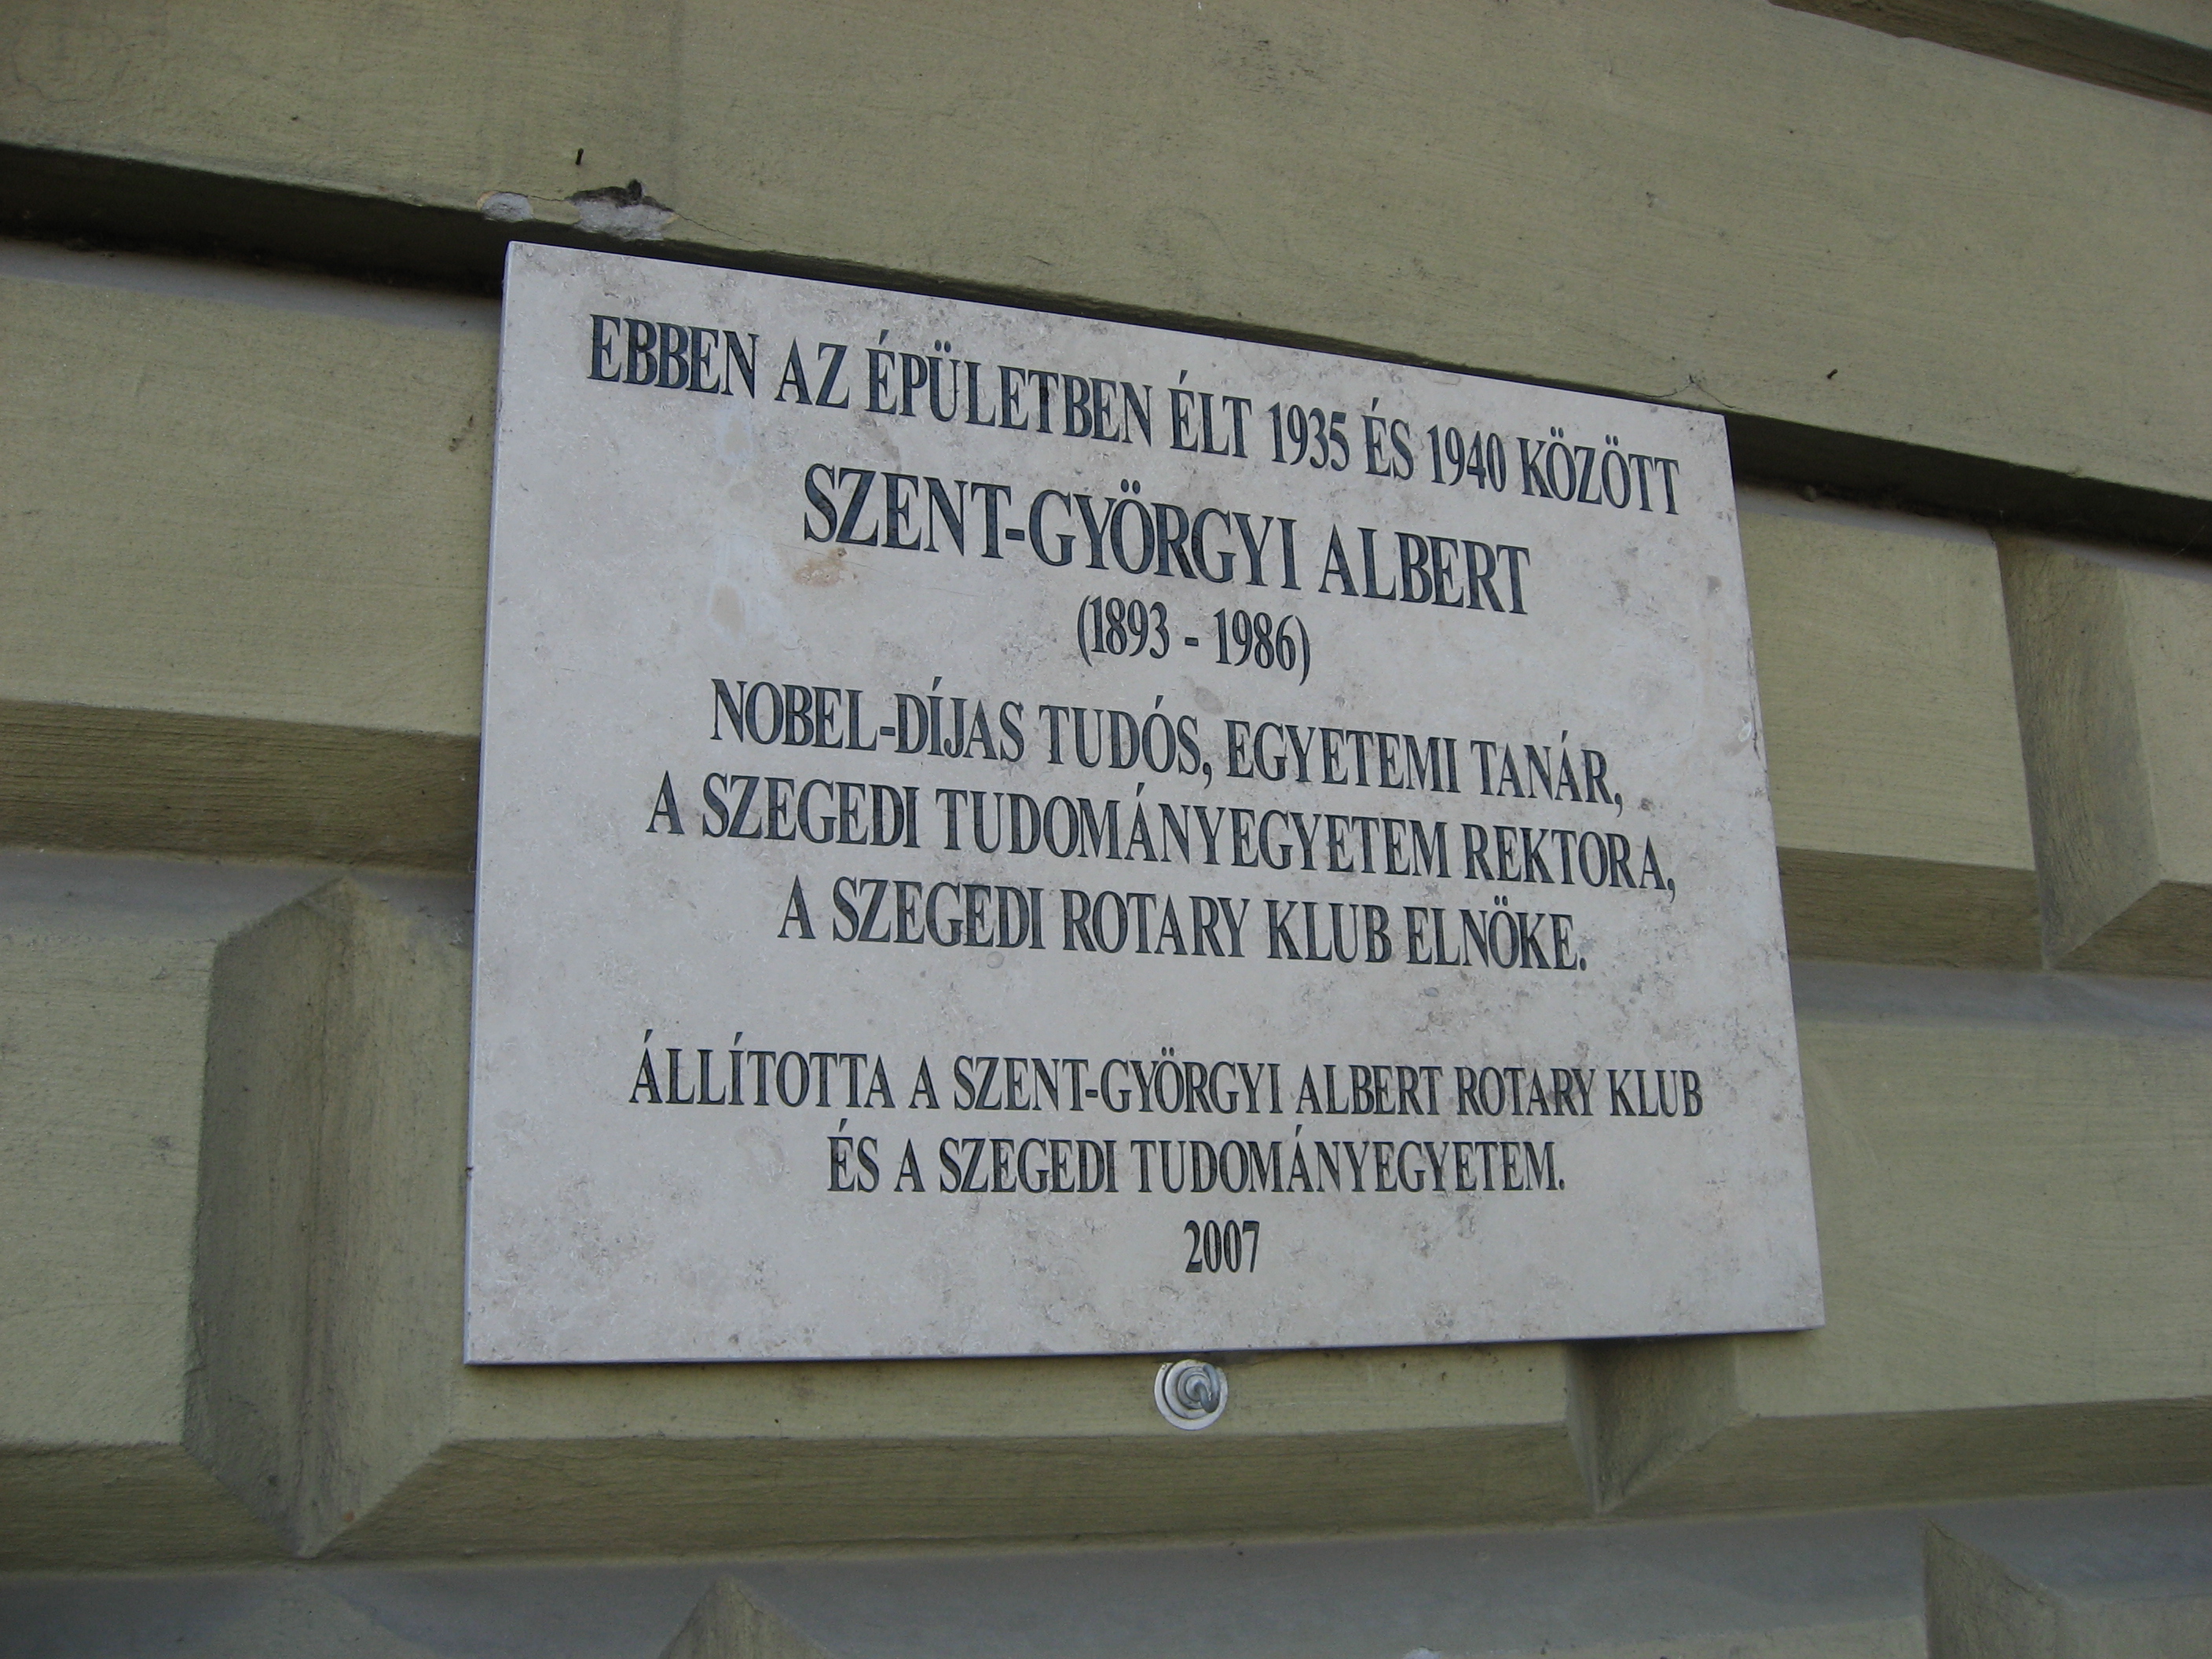 EBBEN AZ ÉPÜLETBEN ÉLT 1935 ÉS 1940 KÖZÖTT
SZENT-GYÖRGYI ALBERT
(1893 - 1986)
NOBEL-DÍJAS TUDÓS, EGYETEMI TANÁR,
A SZEGEDI TUDOMÁNYEGYETEM REKTORA,
A SZEGEDI ROTARY KLUB ELNÖKE.
ÁLLÍTOTTA A SZENT-GYÖRGYI ALBERT ROTARY KLUB
ÉS A SZEGEDI TUDOMÁNYEGYETEM.
2007